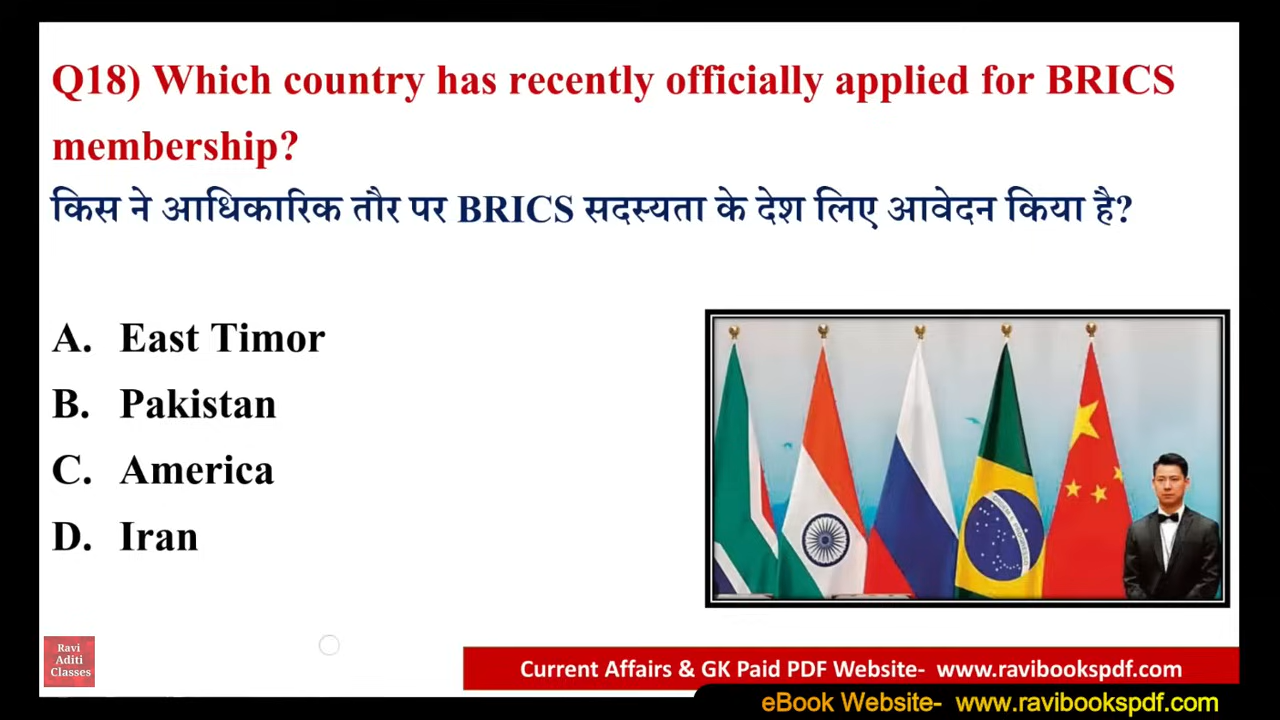 Q18) Which country has recently officially applied for BRICS
membership?
किस ने आधिकारिक तौर पर BRICS सदस्यता के देश लिए आवेदन किया है?
A. East Timor
B. Pakistan
C. America
D. Iran
Ravi
Aditi
Classes
Current Affairs & GK Paid PDF Website- www.ravibookspdf.com
eBook Website- www.ravibookspdf.com